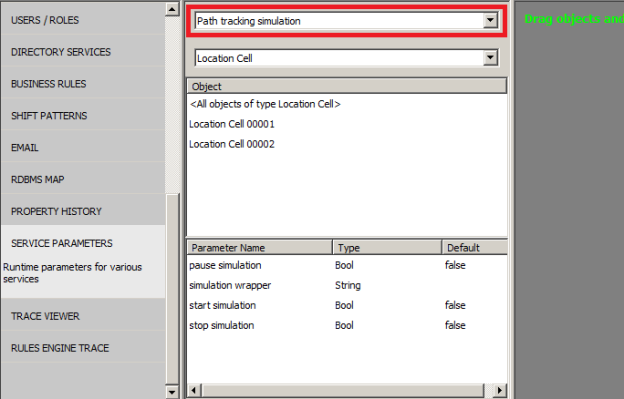 USERS / ROLES
DIRECTORY SERVICES
BUSINESS RULES
SHIFT PATTERNS
EMAIL
RDBMS MAP
PROPERTY HISTORY
SERVICE PARAMETERS
Runtime parameters for various
services
TRACE VIEWER
RULES ENGINE TRACE
Path tracking simulation
Location Cell
Object
<All objects of type Location Cell>
Location Cell 00001
Location Cell 00002
Parameter Name Type Default
pause simulation Bool false
simulation wrapper String
start simulation Bool false
stop simulation Bool false
Drag objects and